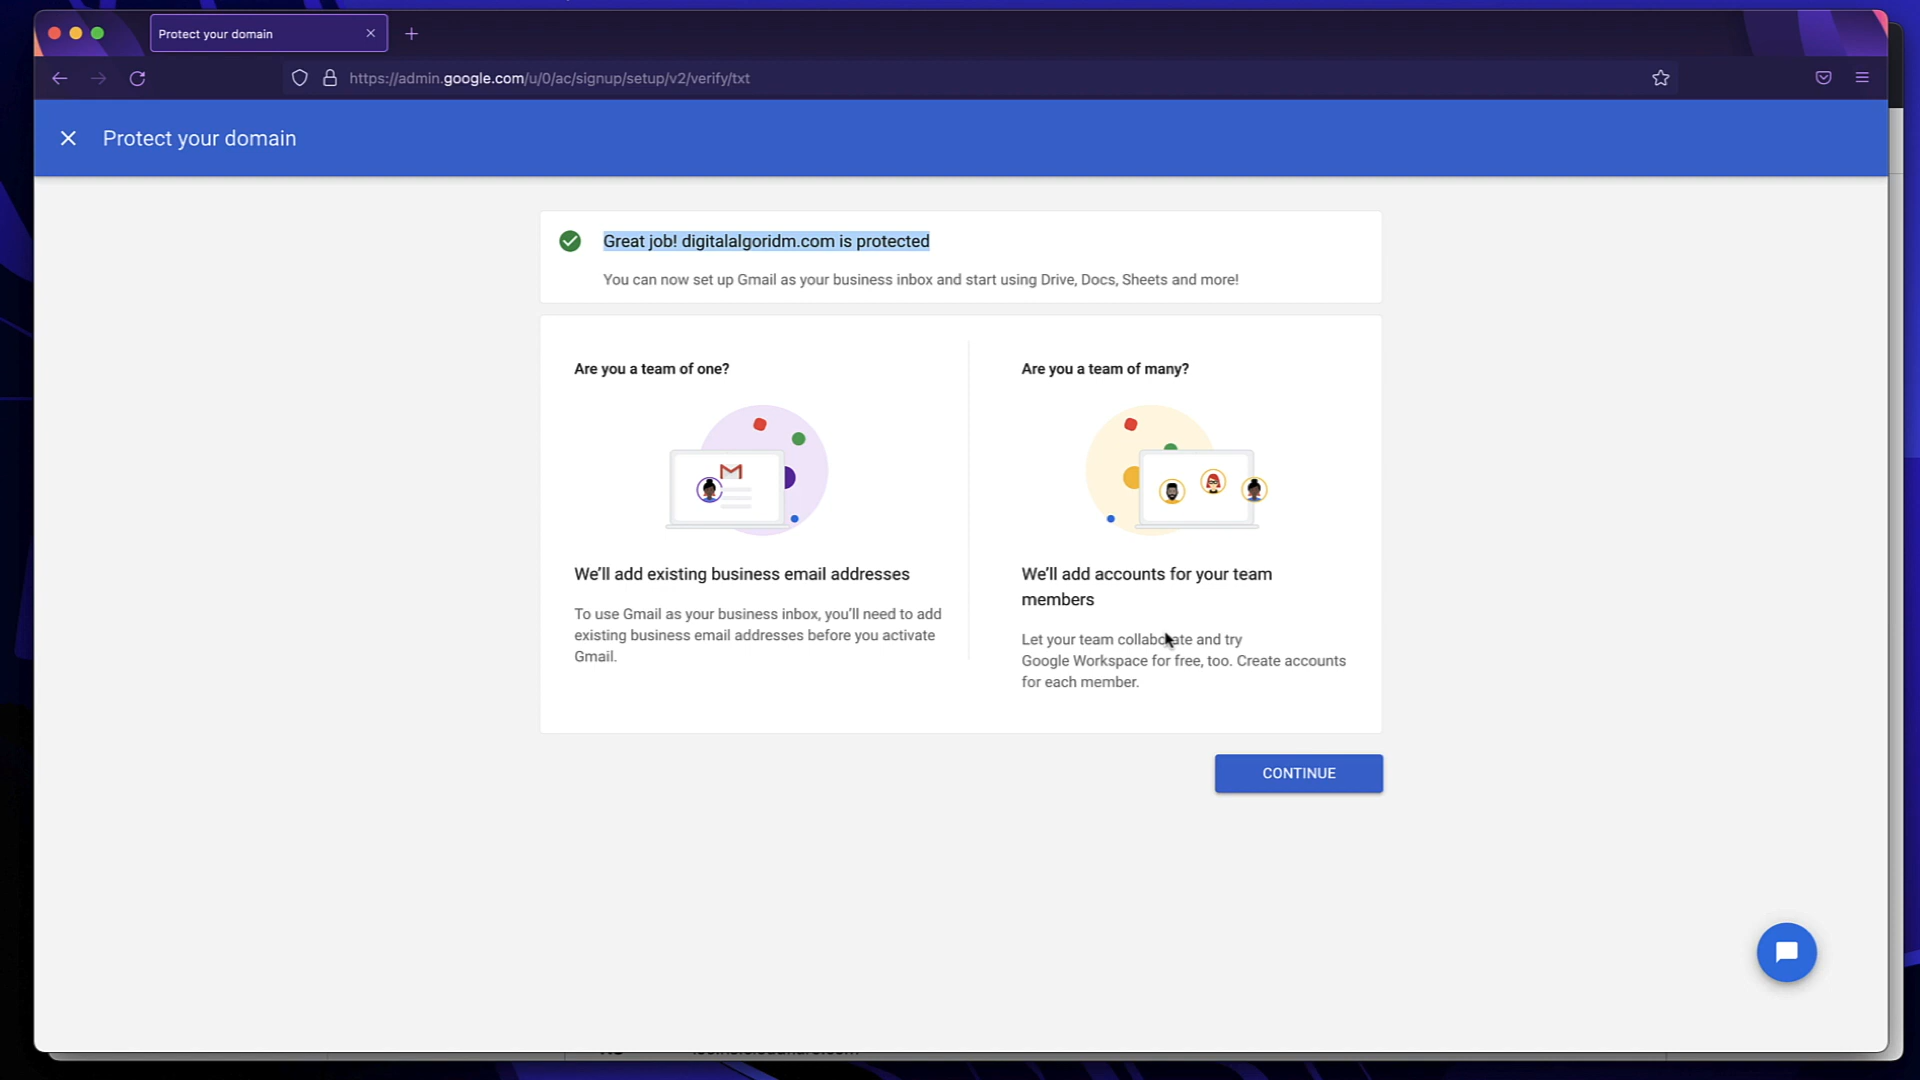 Protect your domain
https://admin.google.com/u/0/ac/signup/setup/v2/verify/txt
Protect your domain
Great job! digitalalgoridm.com is protected
You can now set up Gmail as your business inbox and start using Drive, Docs, Sheets and more!
Are you a team of one?
We'll add existing business email addresses
To use Gmail as your business inbox, you'll need to add
existing business email addresses before you activate
Gmail.
Are you a team of many?
We'll add accounts for your team
members
Let your team collaborate and try
Google Workspace for free, too. Create accounts
for each member.
CONTINUE